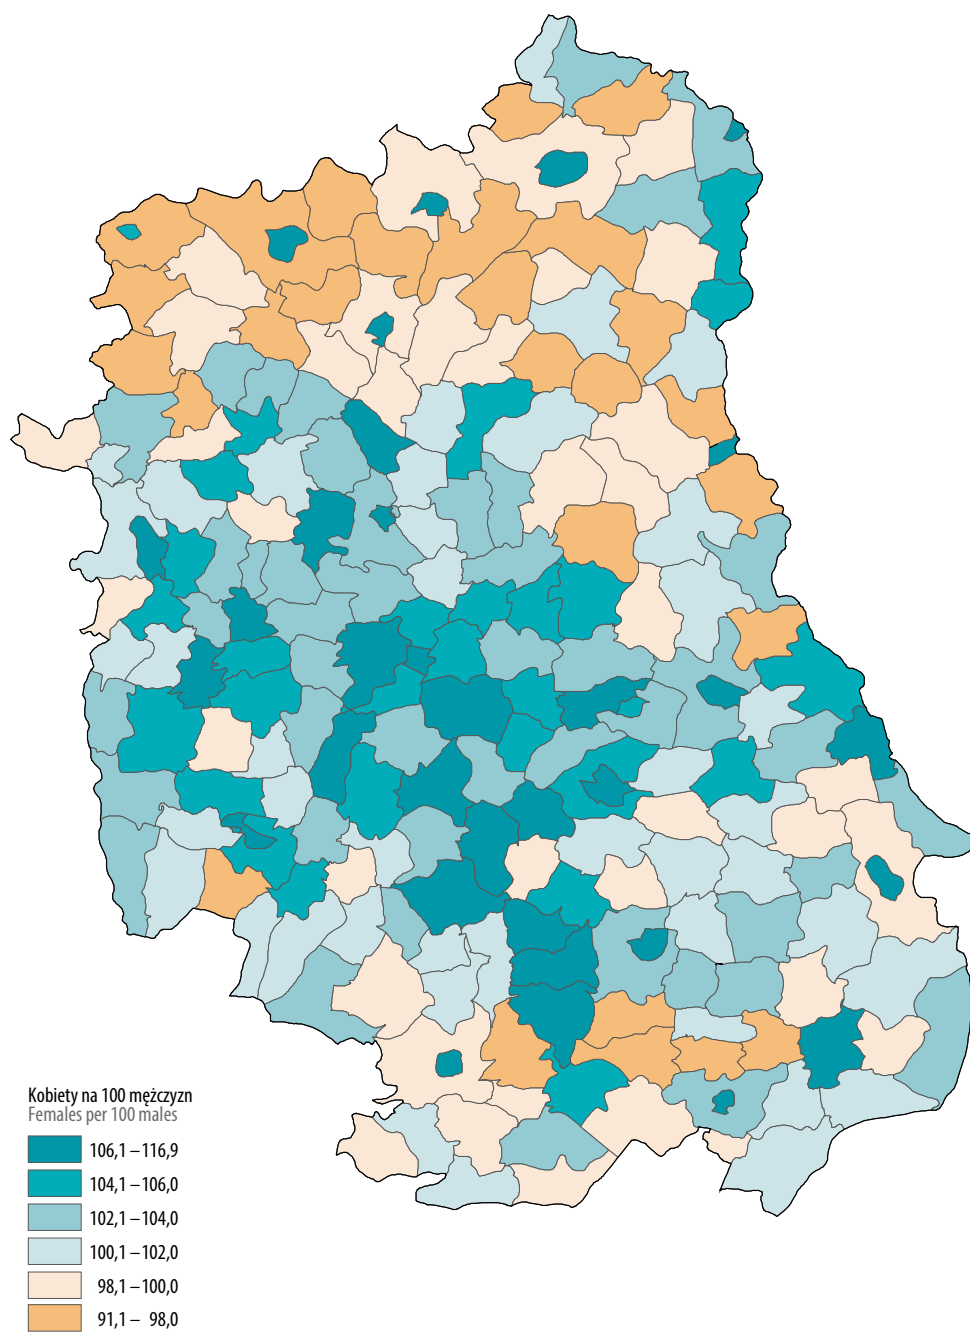 Kobiety na 100 mężczyzn
Females per 100 males
106,1 – 116,9
104,1 – 106,0
102,1 – 104,0
100,1 – 102,0
98,1 – 100,0
91,1 – 98,0